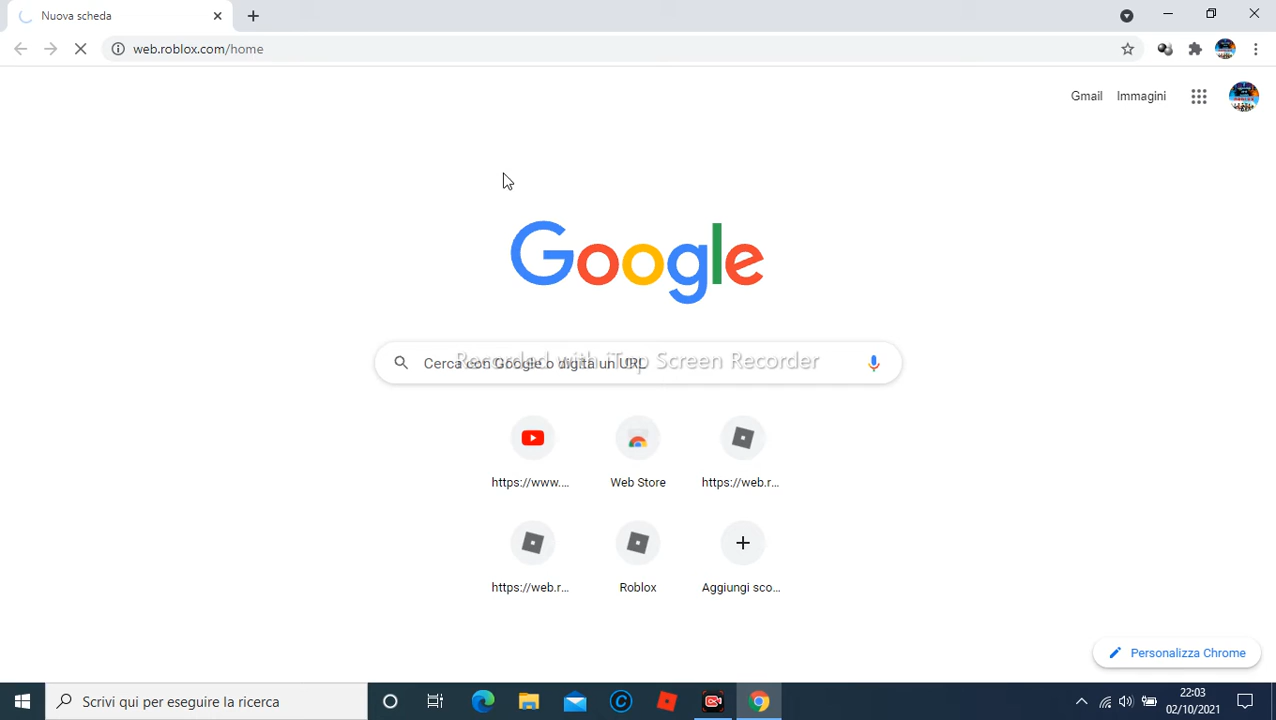 Nuova scheda
web.roblox.com/home
Gmail Immagini
Google
Cerca con Google o digita un URL
Recorded with iTop Screen Recorder
https://www.... Web Store https://web.r...
https://web.r... Roblox Aggiungi sco...
Personalizza Chrome
Scrivi qui per eseguire la ricerca
22:03
02/10/2021